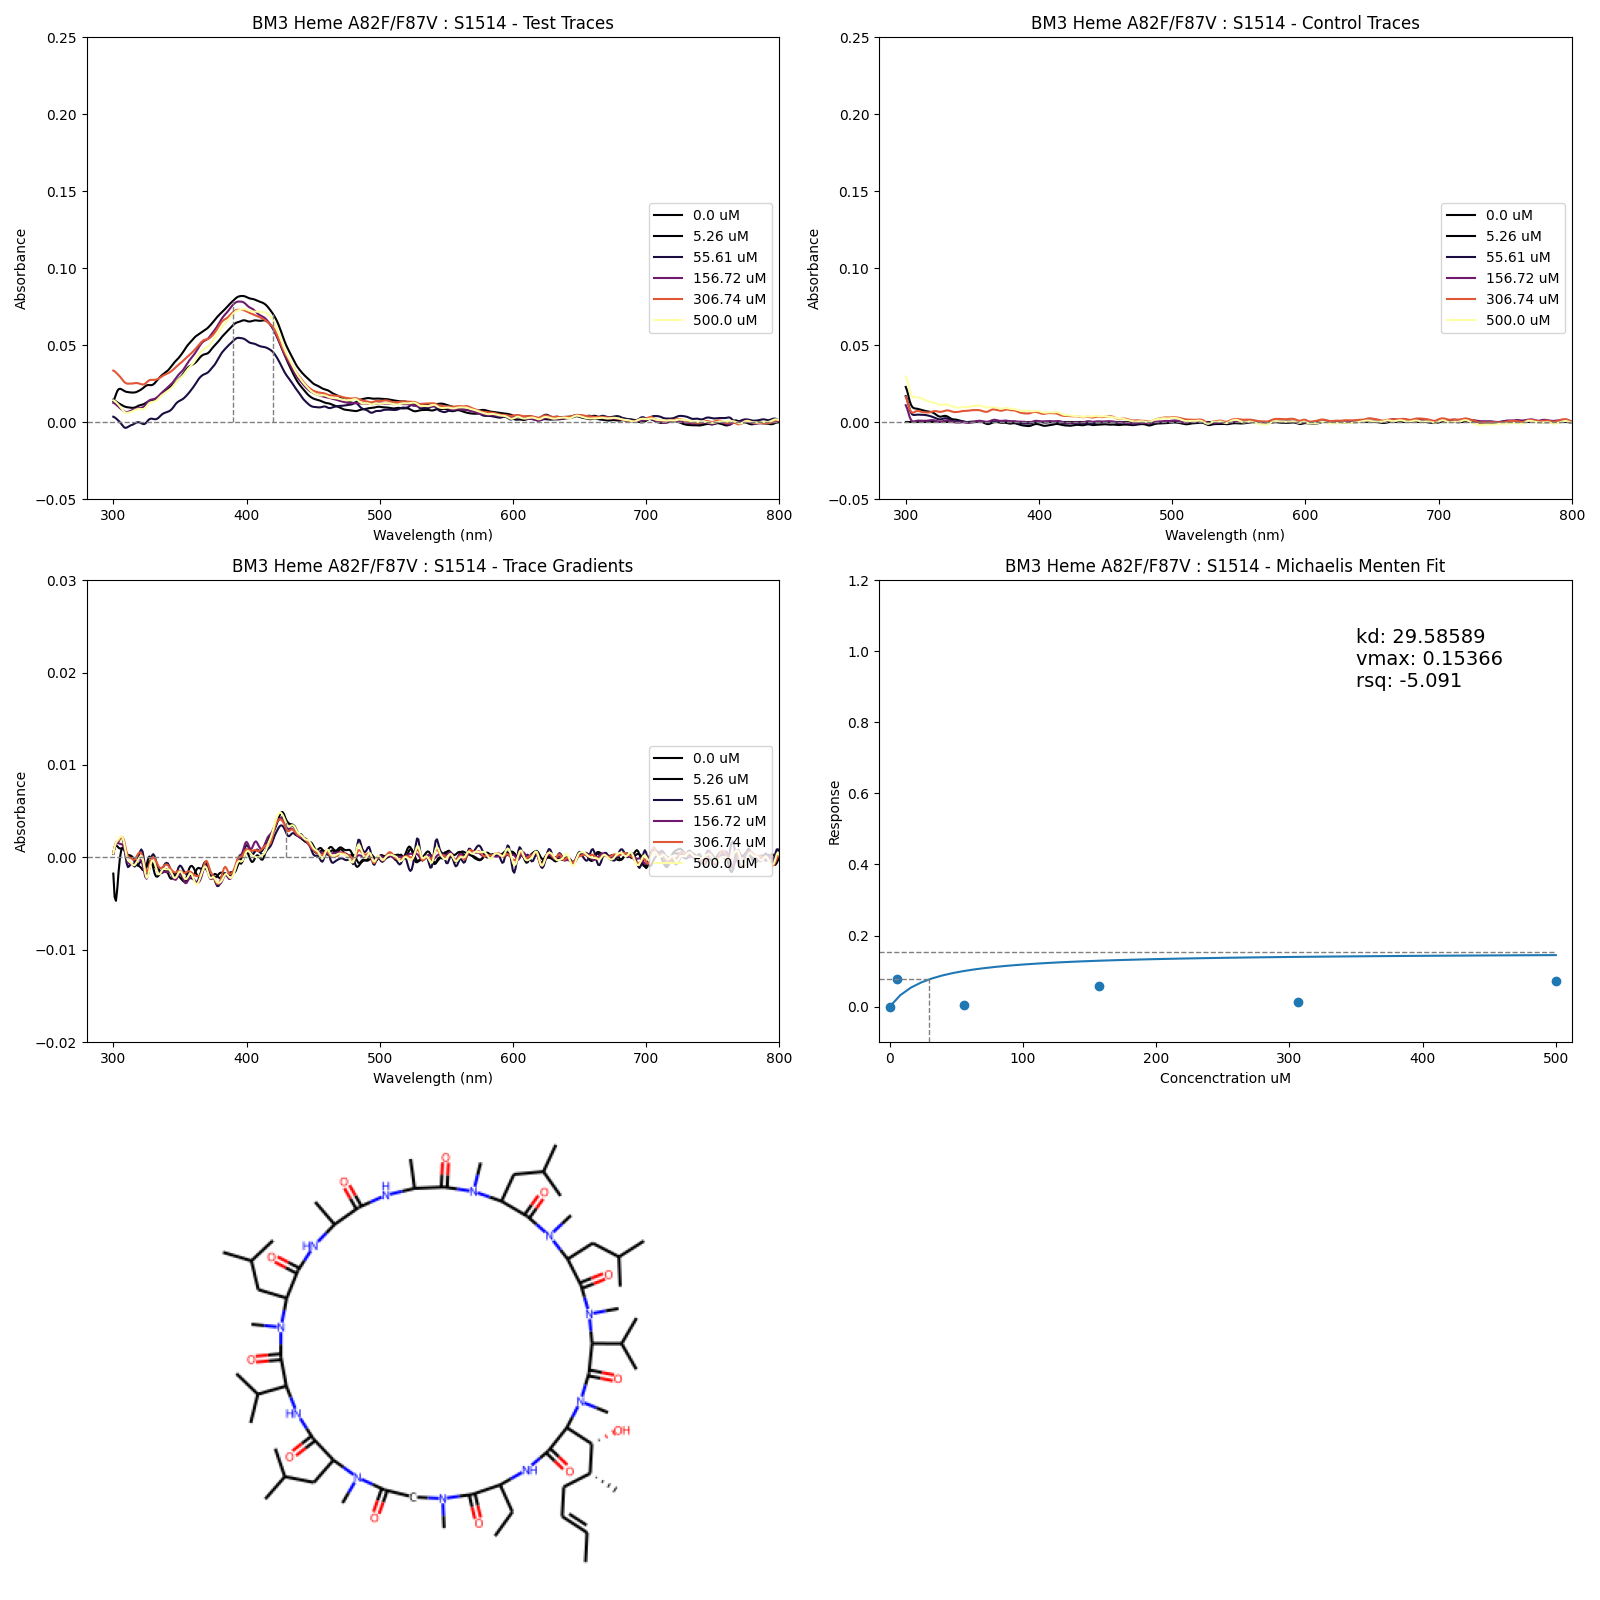 BM3 Heme A82F/F87V : S1514 - Test Traces
0.25
0.20
0.15
0.10
0.05
0.00
−0.05
Absorbance
300 400 500 600 700 800
Wavelength (nm)
0.0 uM
5.26 uM
55.61 uM
156.72 uM
306.74 uM
500.0 uM
BM3 Heme A82F/F87V : S1514 - Control Traces
0.25
0.20
0.15
0.10
0.05
0.00
−0.05
Absorbance
300 400 500 600 700 800
Wavelength (nm)
0.0 uM
5.26 uM
55.61 uM
156.72 uM
306.74 uM
500.0 uM
BM3 Heme A82F/F87V : S1514 - Trace Gradients
0.03
0.02
0.01
0.00
−0.01
−0.02
Absorbance
300 400 500 600 700 800
Wavelength (nm)
0.0 uM
5.26 uM
55.61 uM
156.72 uM
306.74 uM
500.0 uM
BM3 Heme A82F/F87V : S1514 - Michaelis Menten Fit
1.2
1.0
0.8
0.6
0.4
0.2
0.0
Response
0 100 200 300 400 500
Concenctration uM
kd: 29.58589
vmax: 0.15366
rsq: -5.091
O
O
H
N
N
O
N
HN
O
O
N
N
O
O
N
HN
OH
O
O
NH
N
C
N
O
O